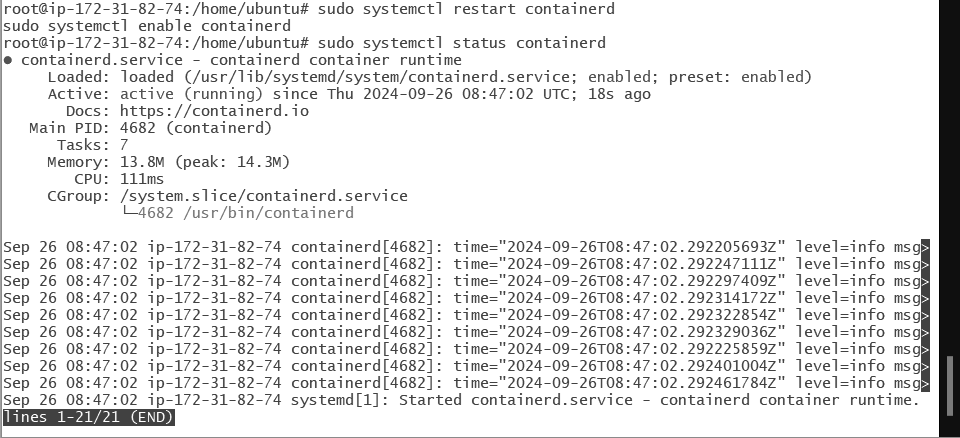 root@ip-172-31-82-74:/home/ubuntu# sudo systemctl restart containerd
sudo systemctl enable containerd
root@ip-172-31-82-74:/home/ubuntu# sudo systemctl status containerd
● containerd.service - containerd container runtime
     Loaded: loaded (/usr/lib/systemd/system/containerd.service; enabled; preset: enabled)
     Active: active (running) since Thu 2024-09-26 08:47:02 UTC; 18s ago
       Docs: https://containerd.io
   Main PID: 4682 (containerd)
      Tasks: 7
     Memory: 13.8M (peak: 14.3M)
        CPU: 111ms
     CGroup: /system.slice/containerd.service
             └─4682 /usr/bin/containerd

Sep 26 08:47:02 ip-172-31-82-74 containerd[4682]: time="2024-09-26T08:47:02.292205693Z" level=info msg>
Sep 26 08:47:02 ip-172-31-82-74 containerd[4682]: time="2024-09-26T08:47:02.292247111Z" level=info msg>
Sep 26 08:47:02 ip-172-31-82-74 containerd[4682]: time="2024-09-26T08:47:02.292297409Z" level=info msg>
Sep 26 08:47:02 ip-172-31-82-74 containerd[4682]: time="2024-09-26T08:47:02.292314172Z" level=info msg>
Sep 26 08:47:02 ip-172-31-82-74 containerd[4682]: time="2024-09-26T08:47:02.292322854Z" level=info msg>
Sep 26 08:47:02 ip-172-31-82-74 containerd[4682]: time="2024-09-26T08:47:02.292329036Z" level=info msg>
Sep 26 08:47:02 ip-172-31-82-74 containerd[4682]: time="2024-09-26T08:47:02.292225859Z" level=info msg>
Sep 26 08:47:02 ip-172-31-82-74 containerd[4682]: time="2024-09-26T08:47:02.292401004Z" level=info msg>
Sep 26 08:47:02 ip-172-31-82-74 containerd[4682]: time="2024-09-26T08:47:02.292461784Z" level=info msg>
Sep 26 08:47:02 ip-172-31-82-74 systemd[1]: Started containerd.service - containerd container runtime.
lines 1-21/21 (END)